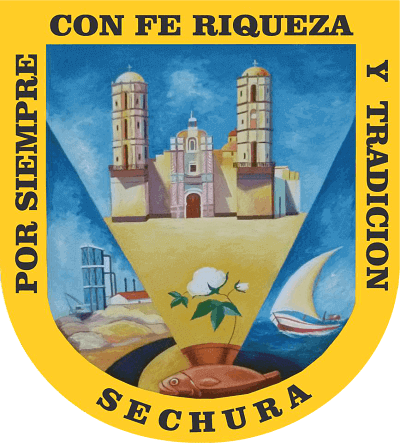 POR SIEMPRE
CON FE RIQUEZA
Y TRADICION
SECHURA